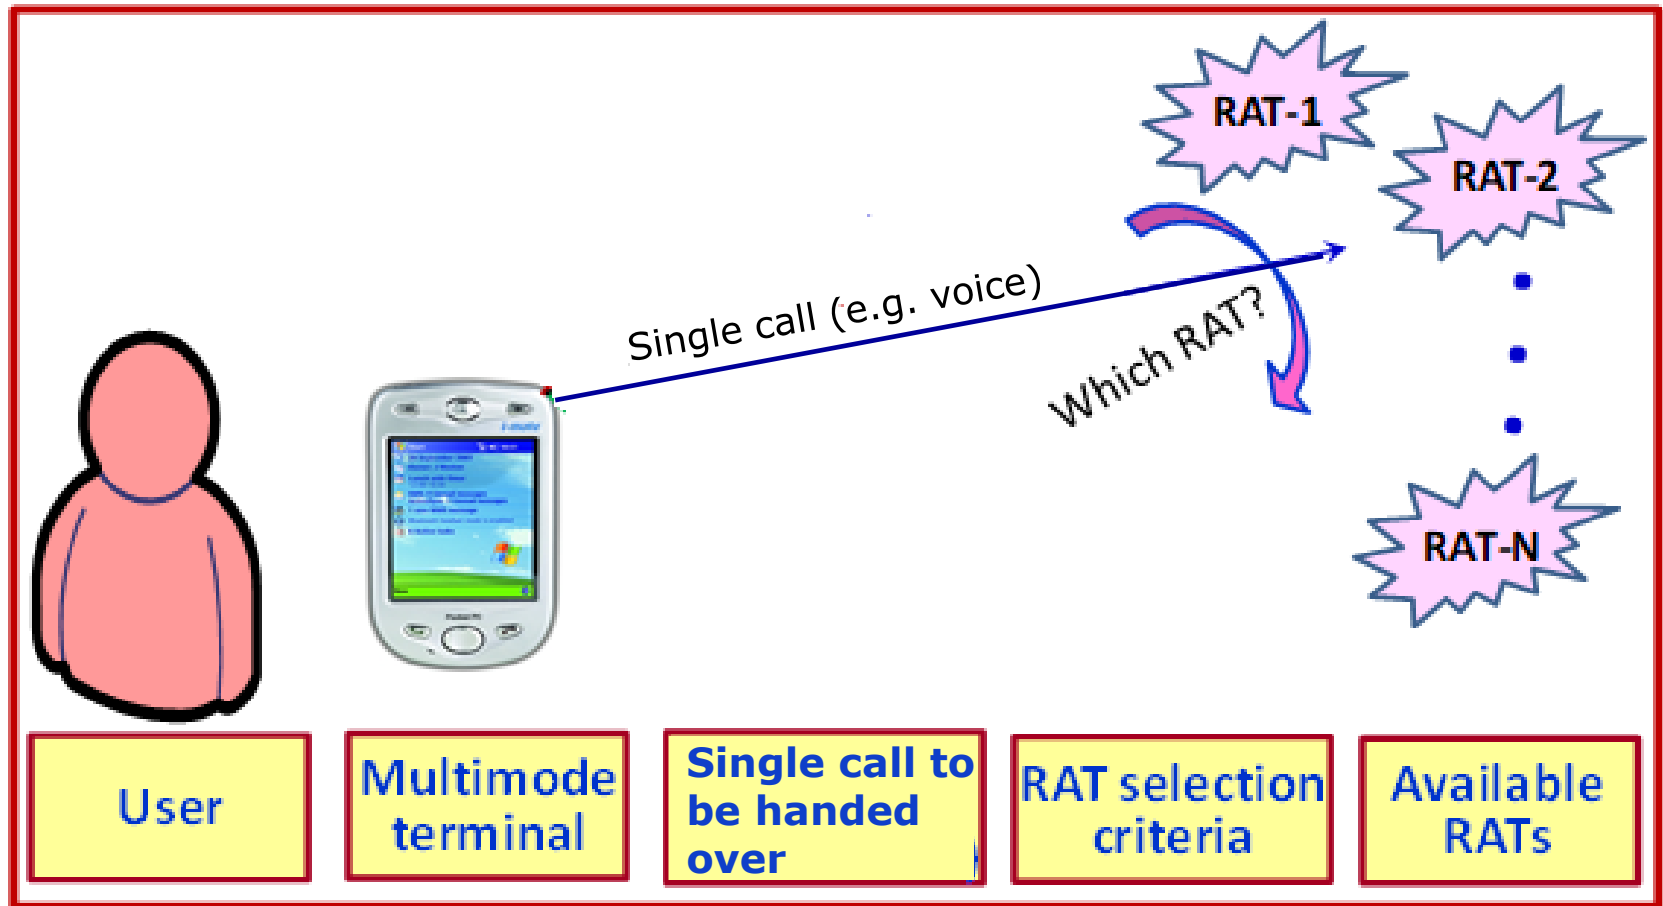 RAT-1
RAT-2
Single call (e.g. voice)
Which RAT?
RAT-N
User
Multimode
terminal
Single call to
be handed
over
RAT selection
criteria
Available
RATs
i-mate